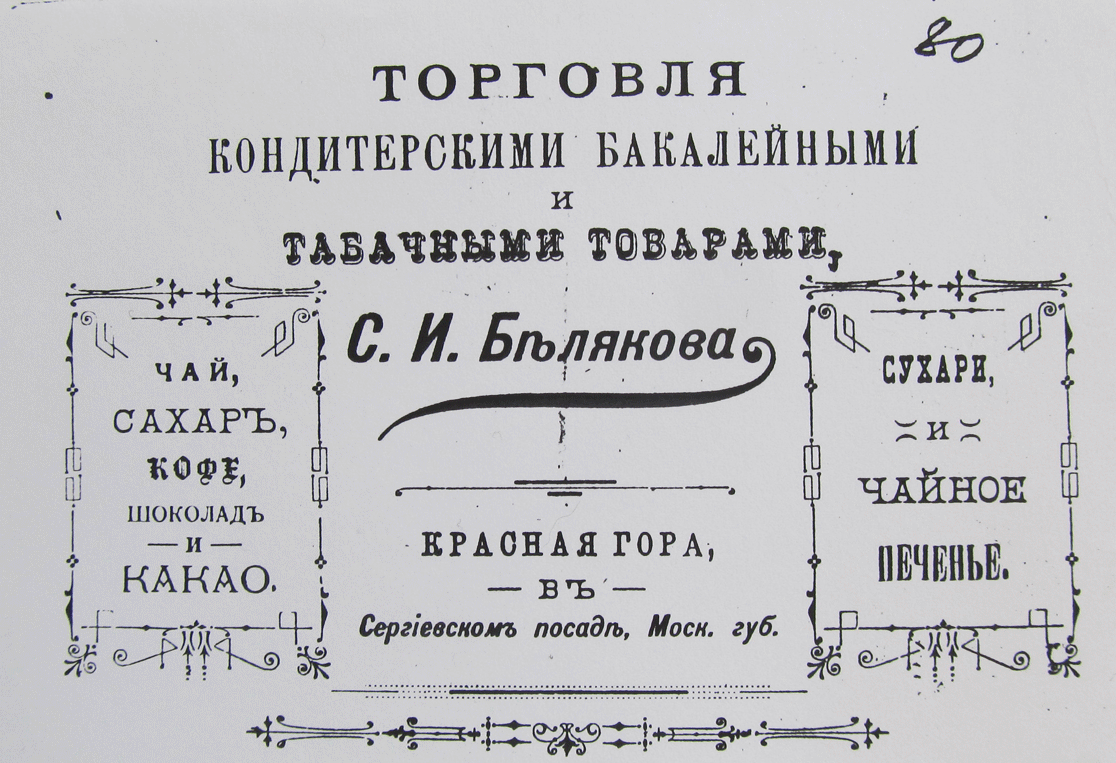 80
ТОРГОВЛЯ
КОНДИТЕРСКИМИ БАКАЛЕЙНЫМИ
И
ТАБАЧНЫМИ ТОВАРАМИ,
С. И. Бѣлякова
ЧАЙ,
САХАРЪ,
КОФЕ,
ШОКОЛАДЪ
— И —
КАКАО.
КРАСНАЯ ГОРА,
— ВЪ —
Сергіевскомъ посадѣ, Моск. губ.
СУХАРИ,
И
ЧАЙНОЕ
ПЕЧЕНЬЕ.